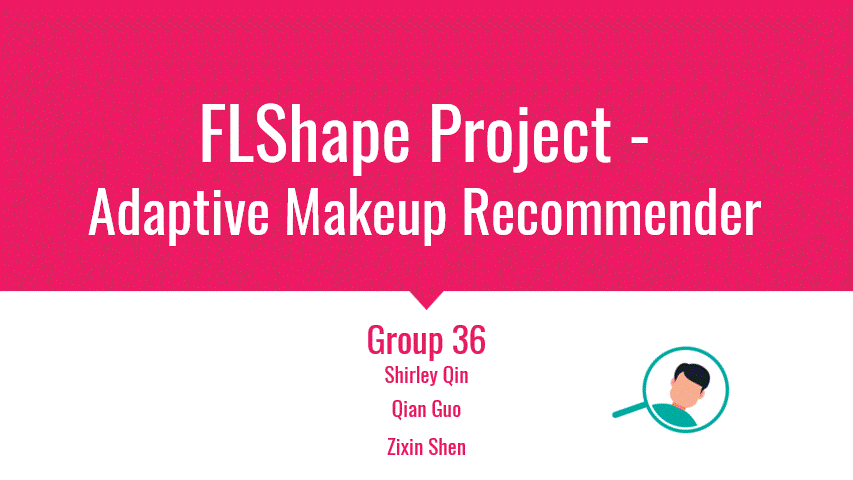 FLShape Project -
Adaptive Makeup Recommender
Group 36
Shirley Qin
Qian Guo
Zixin Shen